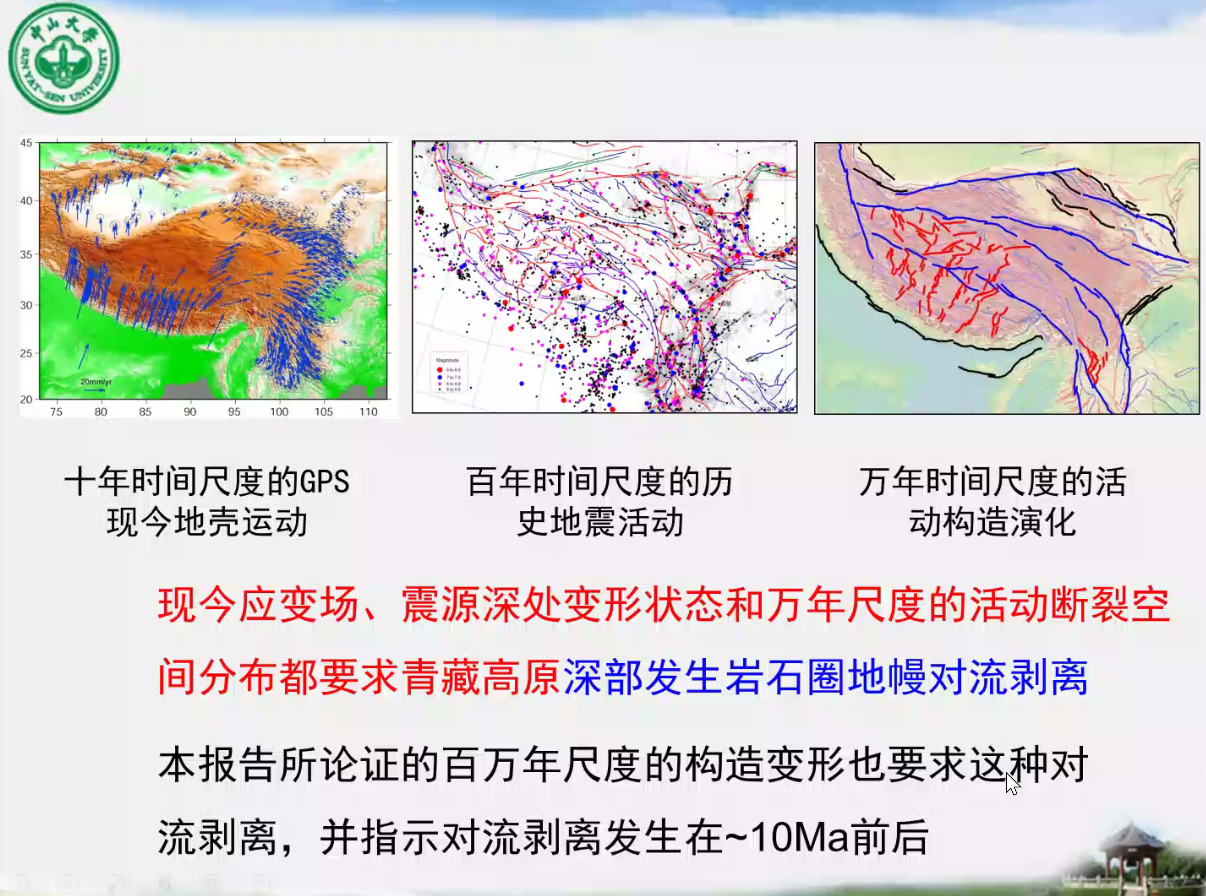 中山大学
SUN YAT-SEN UNIVERSITY
45
40
35
30
25
20
20mm/yr
75 80 85 90 95 100 105 110
Magnitude
十年时间尺度的GPS
现今地壳运动
百年时间尺度的历
史地震活动
万年时间尺度的活
动构造演化
现今应变场、震源深处变形状态和万年尺度的活动断裂空
间分布都要求青藏高原深部发生岩石圈地幔对流剥离
本报告所论证的百万年尺度的构造变形也要求这种对
流剥离，并指示对流剥离发生在~10Ma前后